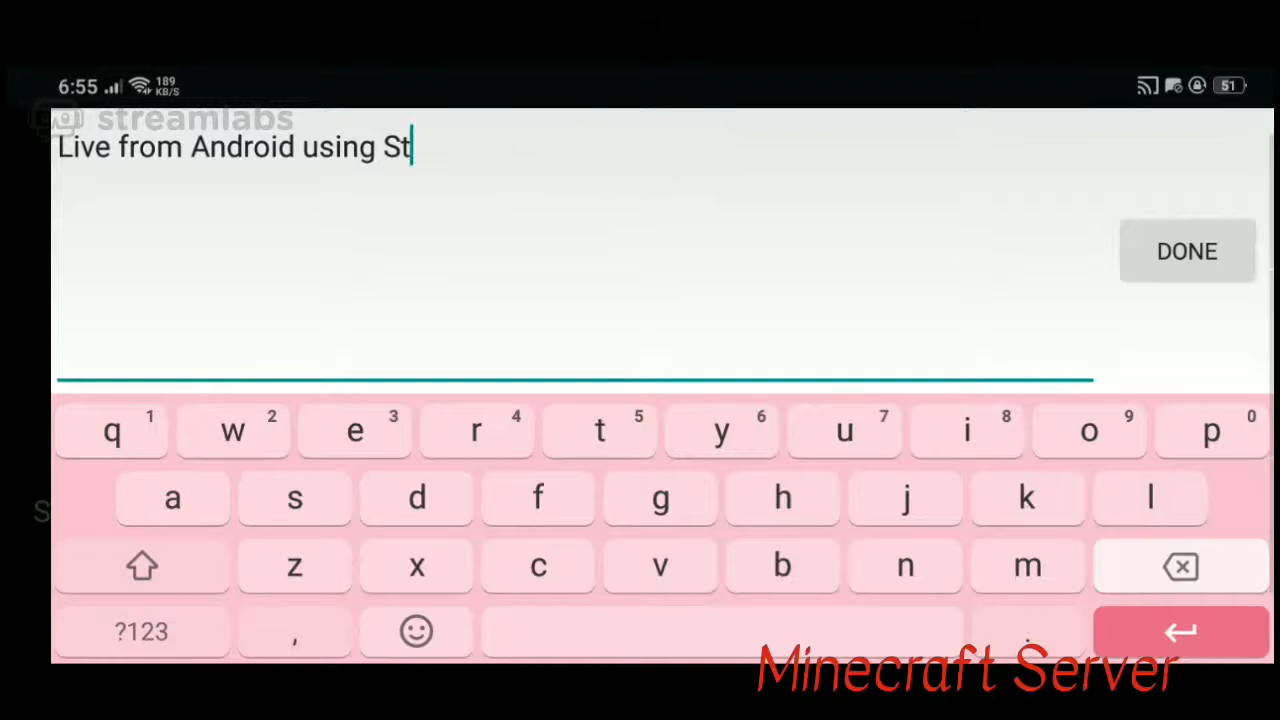 6:55 189 KB/S 51
streamlabs
Live from Android using St
DONE
q 1 w 2 e 3 r 4 t 5 y 6 u 7 i 8 o 9 p 0
a s d f g h j k l
S
z x c v b n m
?123 , .
Minecraft Server